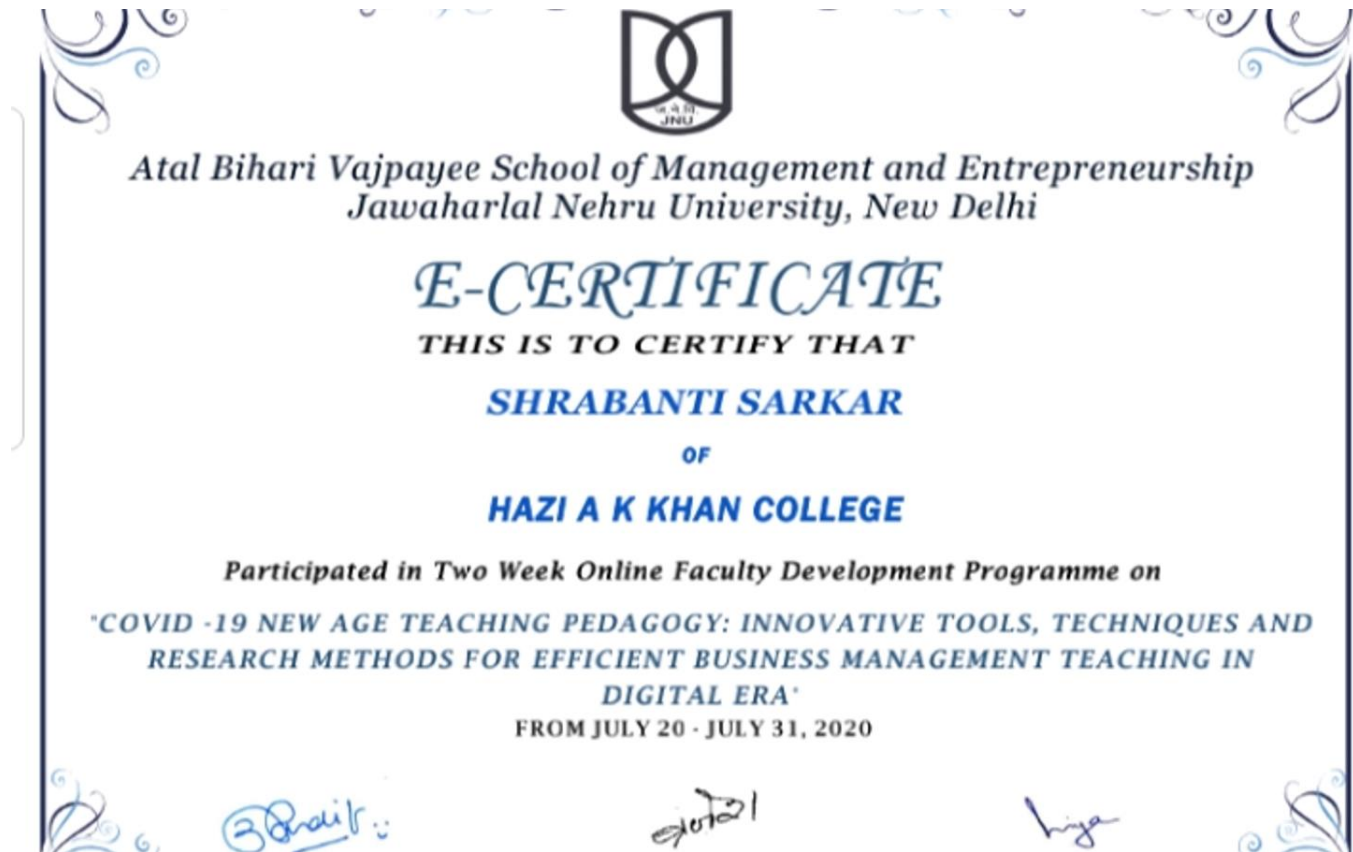 ज.ने.वि.
JNU
Atal Bihari Vajpayee School of Management and Entrepreneurship
Jawaharlal Nehru University, New Delhi
E-CERTIFICATE
THIS IS TO CERTIFY THAT
SHRABANTI SARKAR
OF
HAZI A K KHAN COLLEGE
Participated in Two Week Online Faculty Development Programme on
"COVID -19 NEW AGE TEACHING PEDAGOGY: INNOVATIVE TOOLS, TECHNIQUES AND
RESEARCH METHODS FOR EFFICIENT BUSINESS MANAGEMENT TEACHING IN
DIGITAL ERA"
FROM JULY 20 - JULY 31, 2020